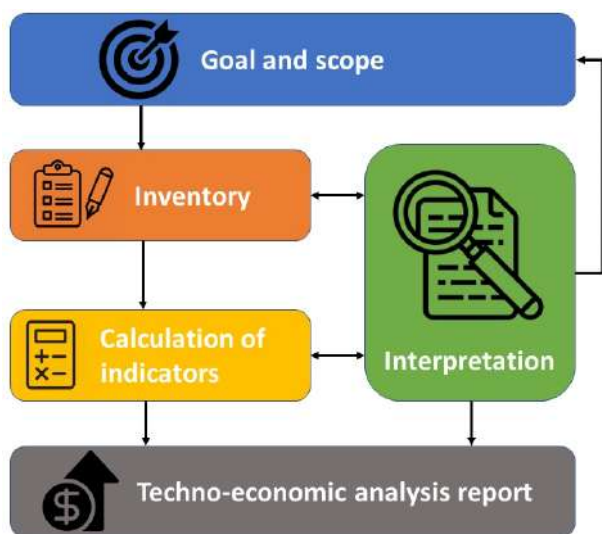 Goal and scope
Inventory
Calculation of
indicators
Interpretation
Techno-economic analysis report